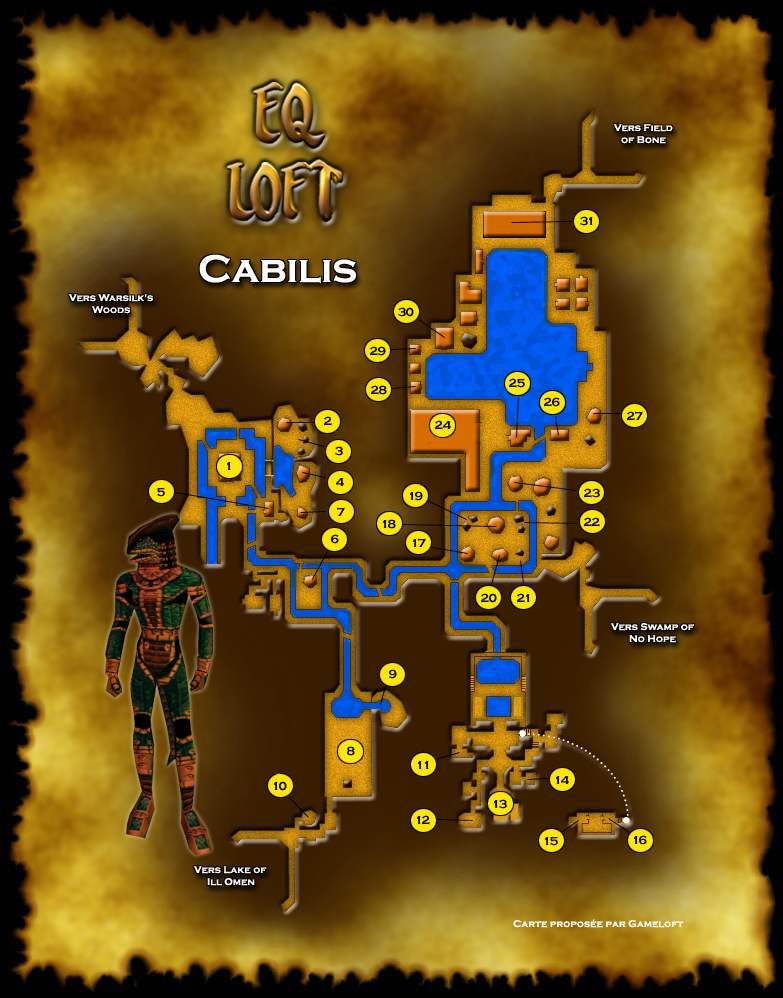 EQ
LOFT
Cabilis
Vers Field
of Bone
Vers Warsilk's
Woods
31
30
29
28
25
26
27
24
2
3
1
4
5
7
6
19
18
17
23
22
20
21
Vers Swamp of
No Hope
9
8
11
10
14
13
12
15
16
Vers Lake of
Ill Omen
Carte proposée par Gameloft